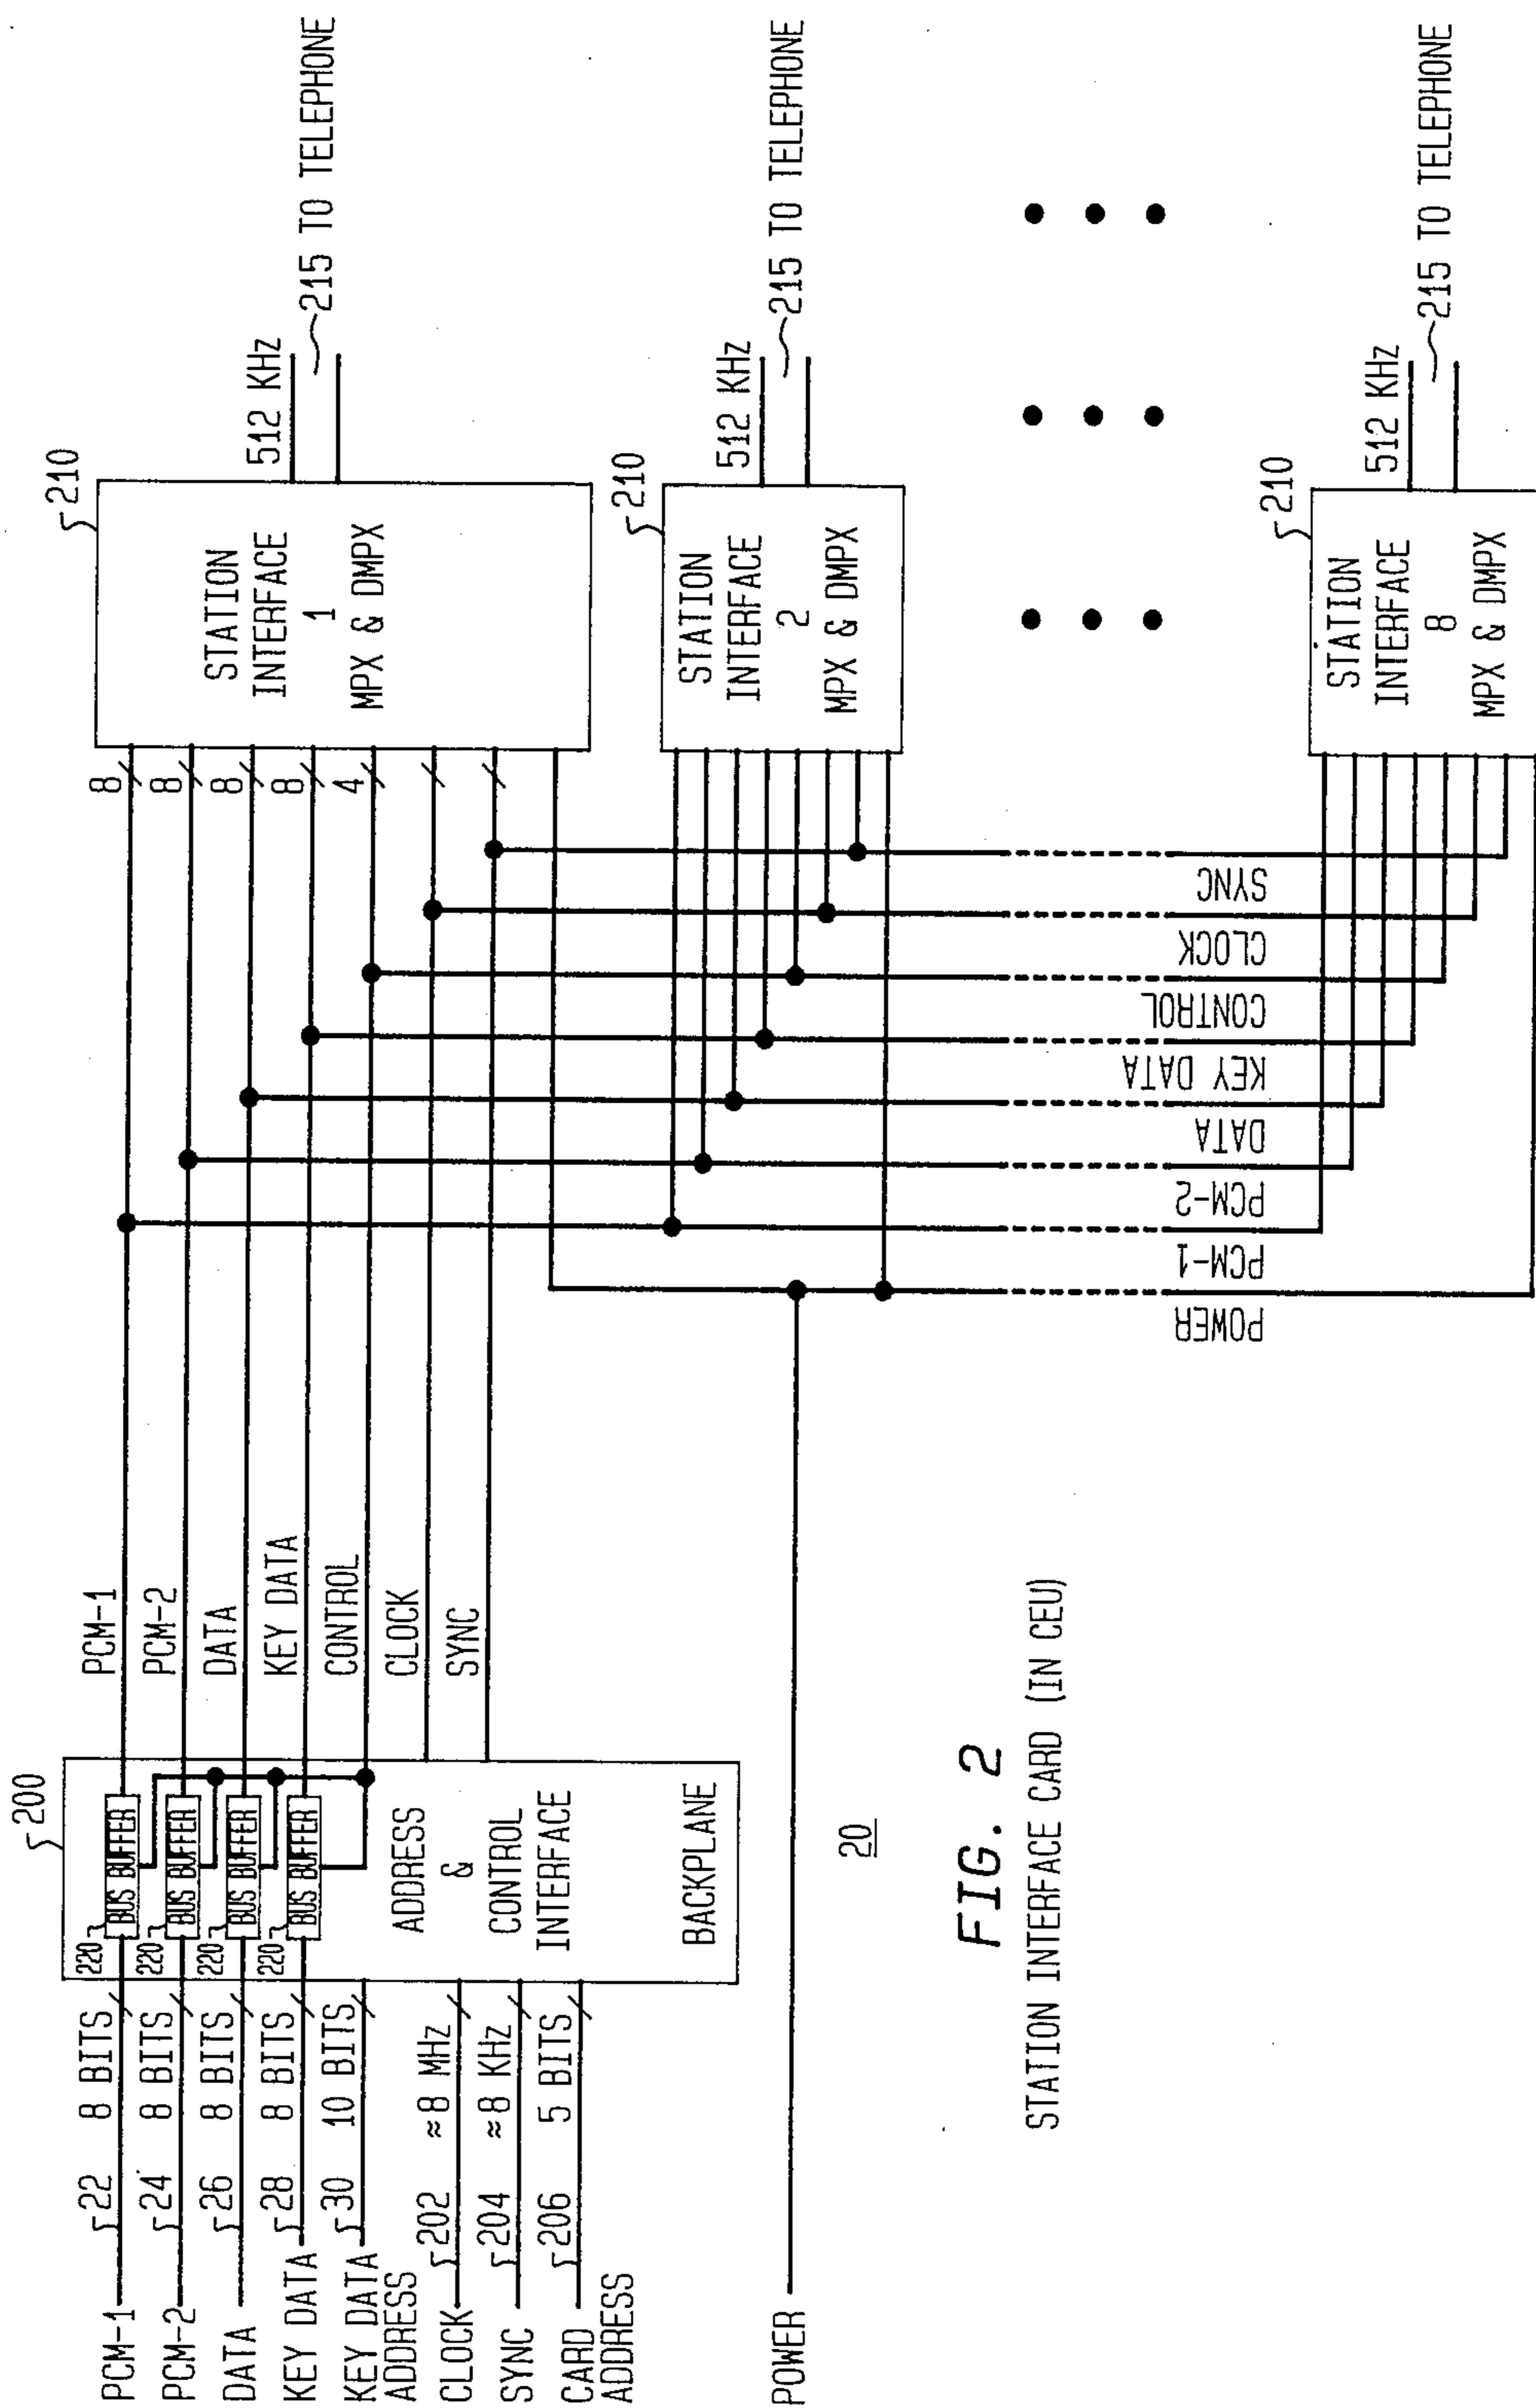 PCM-1 22 8 BITS
PCM-2 24 8 BITS
DATA 26 8 BITS
KEY DATA 28 8 BITS
KEY DATA ADDRESS 30 10 BITS
CLOCK 202 ≈8 MHz
SYNC 204 ≈8 KHz
CARD ADDRESS 206 5 BITS
POWER
200
220 BUS BUFFER
220 BUS BUFFER
220 BUS BUFFER
220 BUS BUFFER
ADDRESS
&
CONTROL
INTERFACE
BACKPLANE
PCM-1
PCM-2
DATA
KEY DATA
CONTROL
CLOCK
SYNC
8
8
8
8
4
210
STATION
INTERFACE
1
MPX & DMPX
512 KHz
215 TO TELEPHONE
210
STATION
INTERFACE
2
MPX & DMPX
512 KHz
215 TO TELEPHONE
SYNC
CLOCK
CONTROL
KEY DATA
DATA
PCM-2
PCM-1
POWER
210
STATION
INTERFACE
8
MPX & DMPX
512 KHz
215 TO TELEPHONE
20
FIG. 2
STATION INTERFACE CARD (IN CEU)